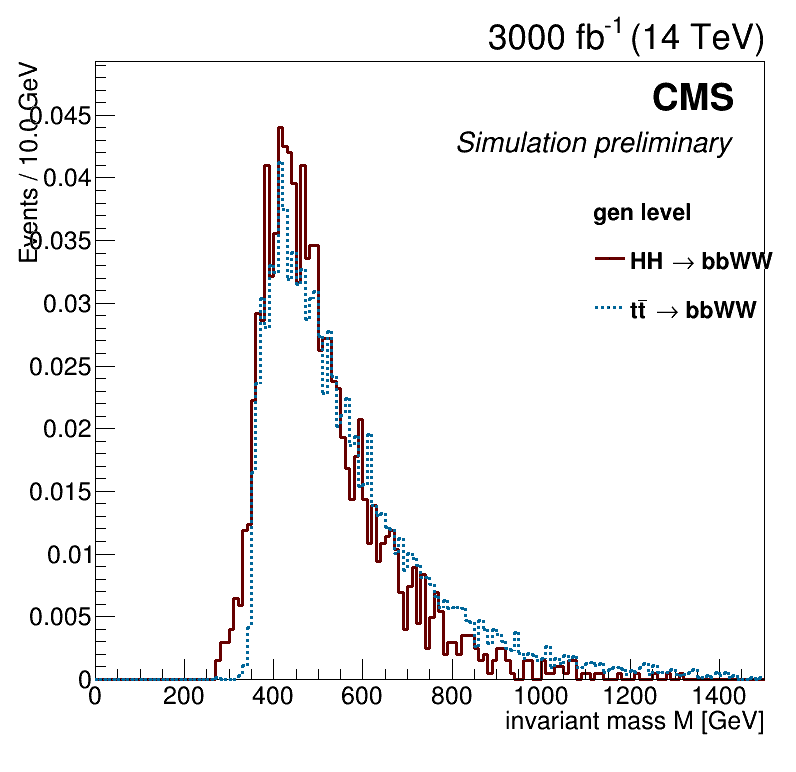 3000 fb-1 (14 TeV)
CMS
Simulation preliminary
gen level
HH → bbWW
tt̄ → bbWW
Events / 10.0 GeV
0.045
0.04
0.035
0.03
0.025
0.02
0.015
0.01
0.005
0
0 200 400 600 800 1000 1200 1400
invariant mass M [GeV]